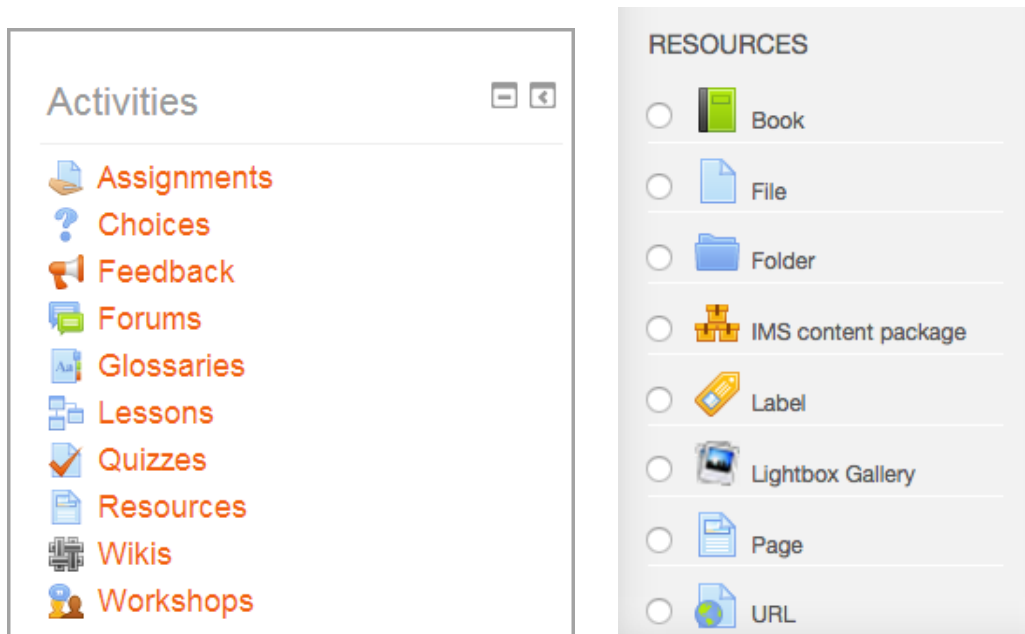 Activities
Assignments
Choices
Feedback
Forums
Aa
Glossaries
Lessons
Quizzes
Resources
Wikis
Workshops
RESOURCES
Book
File
Folder
IMS content package
Label
Lightbox Gallery
Page
URL